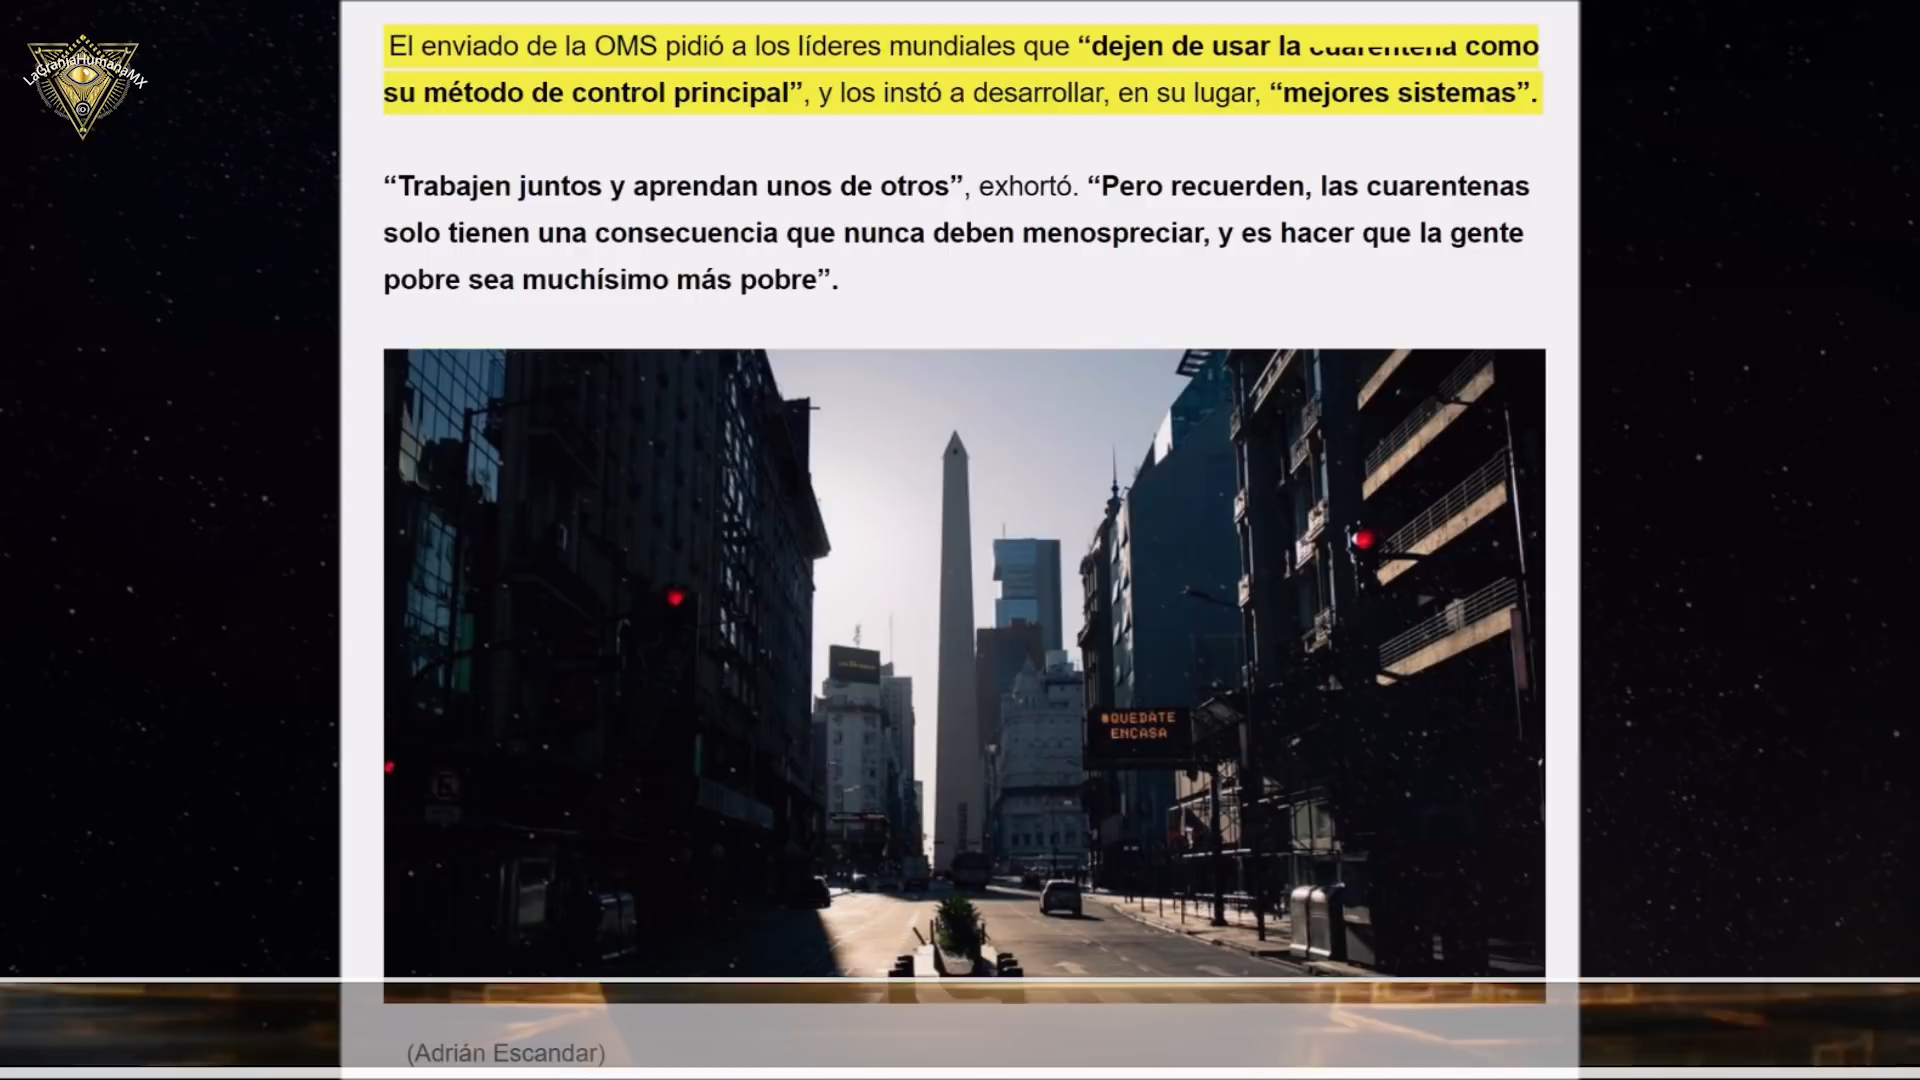 LaGranjaHumanaMX
El enviado de la OMS pidió a los líderes mundiales que “dejen de usar la cuarentena como
su método de control principal”, y los instó a desarrollar, en su lugar, “mejores sistemas”.
“Trabajen juntos y aprendan unos de otros”, exhortó. “Pero recuerden, las cuarentenas
solo tienen una consecuencia que nunca deben menospreciar, y es hacer que la gente
pobre sea muchísimo más pobre”.
#QUEDATE
ENCASA
(Adrián Escandar)